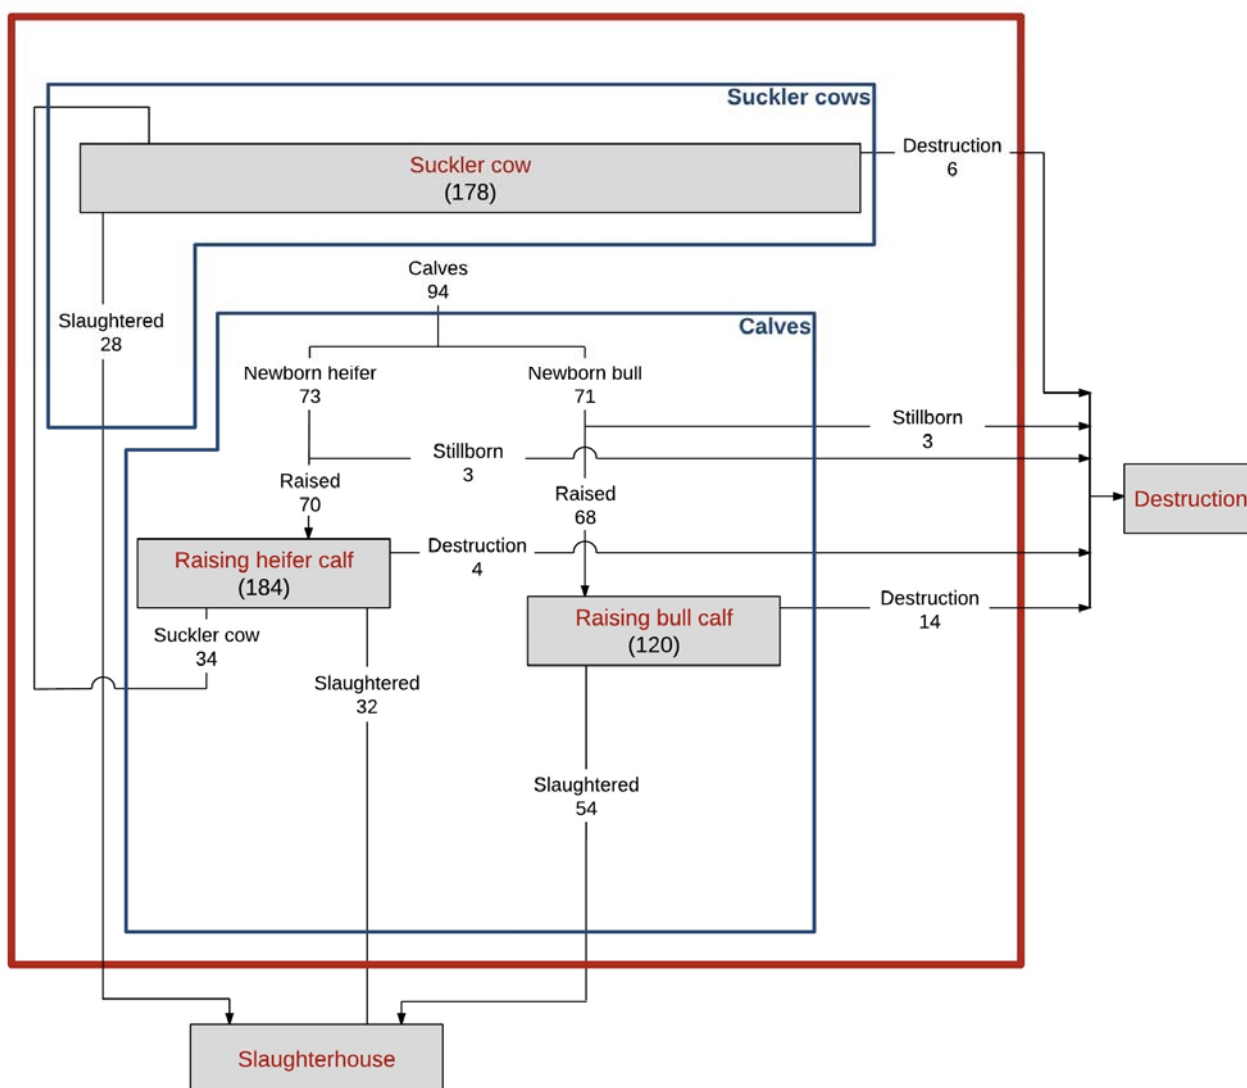 Suckler cows
Suckler cow
(178)
Destruction
6
Slaughtered
28
Calves
94
Calves
Newborn heifer
73
Newborn bull
71
Stillborn
3
Stillborn
3
Raised
70
Raised
68
Raising heifer calf
(184)
Destruction
4
Destruction
Raising bull calf
(120)
Destruction
14
Suckler cow
34
Slaughtered
32
Slaughtered
54
Slaughterhouse